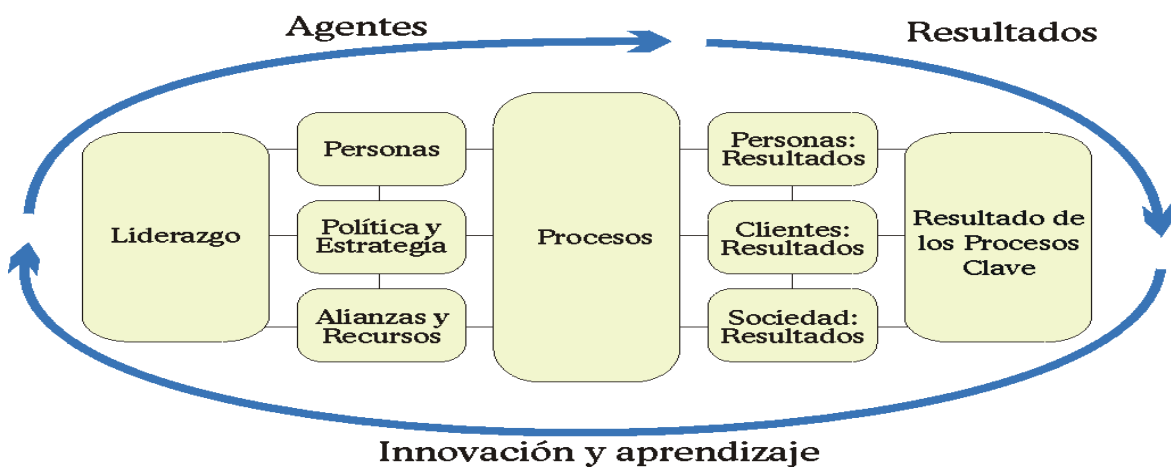 Agentes
Resultados
Liderazgo
Personas
Política y
Estrategia
Alianzas y
Recursos
Procesos
Personas:
Resultados
Clientes:
Resultados
Sociedad:
Resultados
Resultado de
los Procesos
Clave
Innovación y aprendizaje